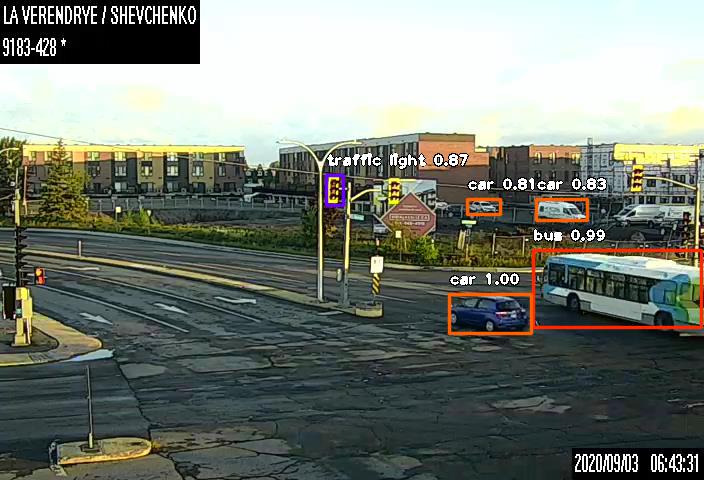 LA VERENDRYE / SHEVCHENKO
9183-428 *
traffic light 0.87
car 0.81
car 0.83
bus 0.99
car 1.00
2020/09/03 06:43:31